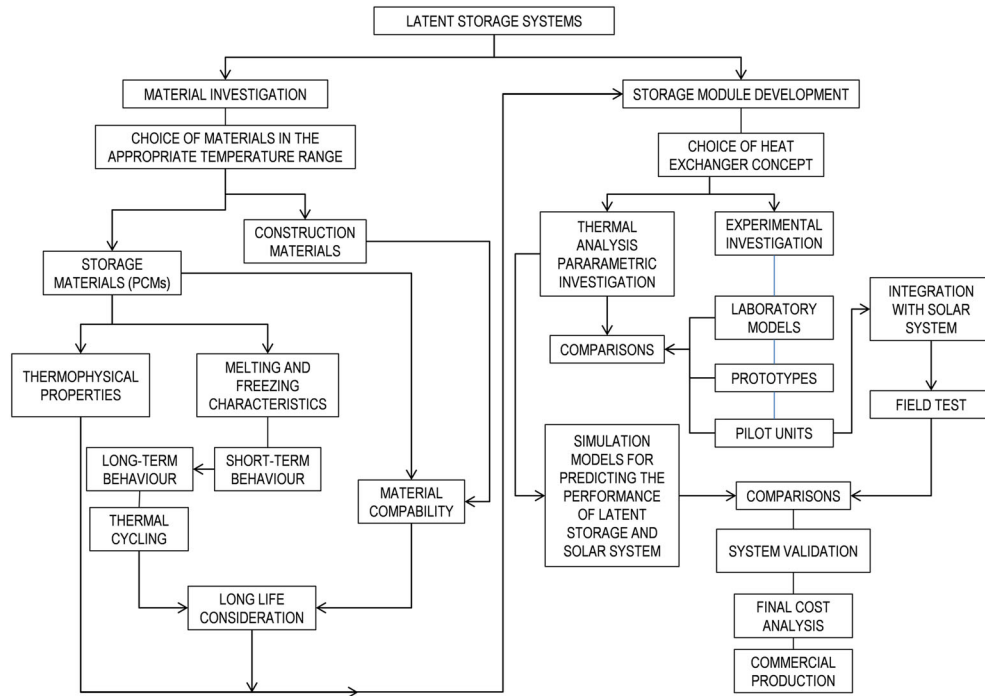 LATENT STORAGE SYSTEMS
MATERIAL INVESTIGATION
CHOICE OF MATERIALS IN THE
APPROPRIATE TEMPERATURE RANGE
CONSTRUCTION
MATERIALS
STORAGE
MATERIALS (PCMs)
THERMOPHYSICAL
PROPERTIES
MELTING AND
FREEZING
CHARACTERISTICS
LONG-TERM
BEHAVIOUR
SHORT-TERM
BEHAVIOUR
THERMAL
CYCLING
MATERIAL
COMPABILITY
LONG LIFE
CONSIDERATION
STORAGE MODULE DEVELOPMENT
CHOICE OF HEAT
EXCHANGER CONCEPT
THERMAL
ANALYSIS
PARARAMETRIC
INVESTIGATION
EXPERIMENTAL
INVESTIGATION
LABORATORY
MODELS
COMPARISONS
PROTOTYPES
PILOT UNITS
INTEGRATION
WITH SOLAR
SYSTEM
FIELD TEST
SIMULATION
MODELS FOR
PREDICTING THE
PERFORMANCE
OF LATENT
STORAGE AND
SOLAR SYSTEM
COMPARISONS
SYSTEM VALIDATION
FINAL COST
ANALYSIS
COMMERCIAL
PRODUCTION